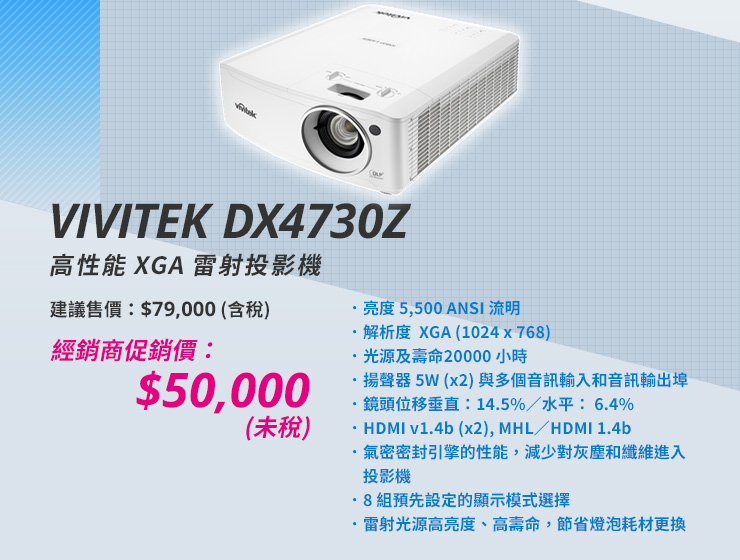 vivitek
DLP
VIVITEK DX4730Z
高性能 XGA 雷射投影機
建議售價：$79,000 (含稅)
經銷商促銷價：
$50,000
(未稅)
・亮度 5,500 ANSI 流明
・解析度 XGA (1024 x 768)
・光源及壽命20000 小時
・揚聲器 5W (x2) 與多個音訊輸入和音訊輸出埠
・鏡頭位移垂直：14.5%／水平： 6.4%
・HDMI v1.4b (x2), MHL／HDMI 1.4b
・氣密密封引擎的性能，減少對灰塵和纖維進入
投影機
・8 組預先設定的顯示模式選擇
・雷射光源高亮度、高壽命，節省燈泡耗材更換